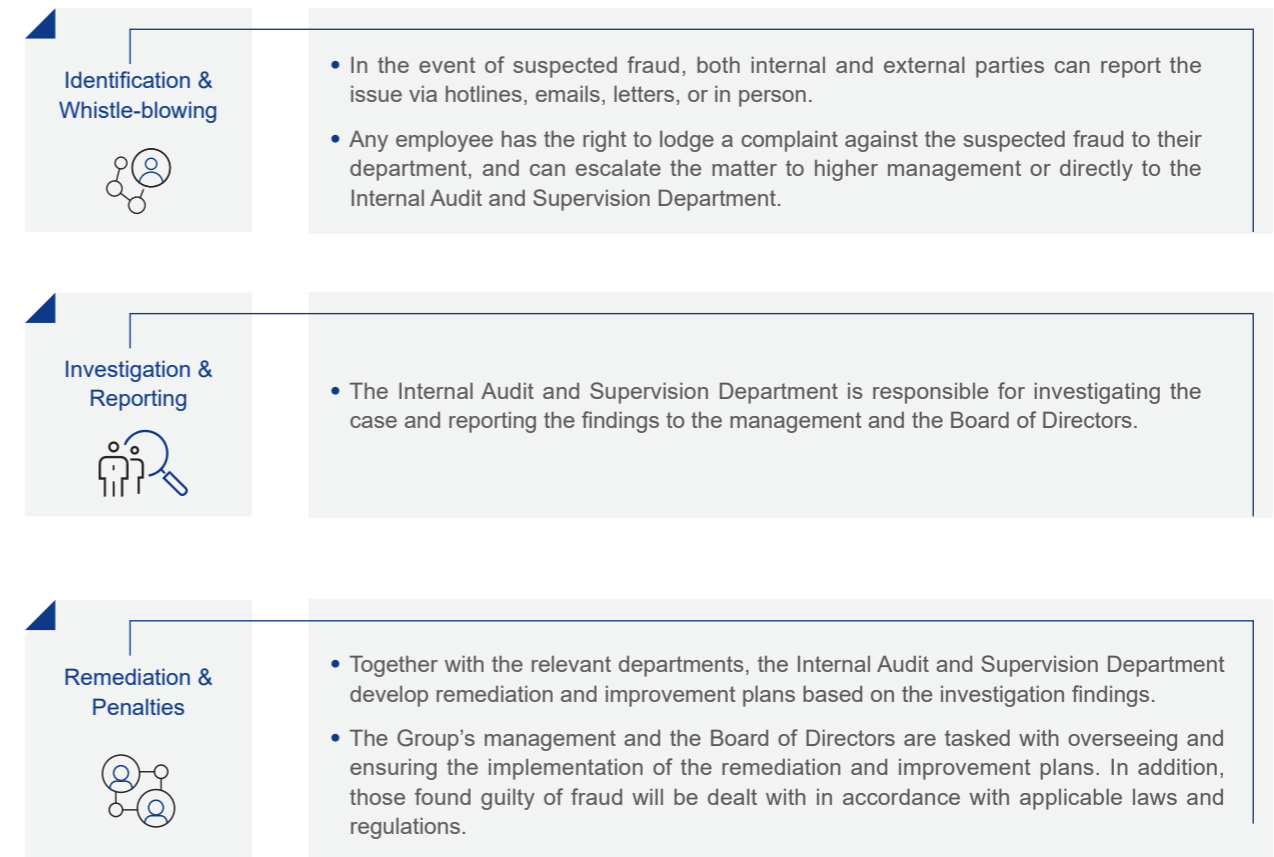 Identification &
Whistle-blowing
• In the event of suspected fraud, both internal and external parties can report the
issue via hotlines, emails, letters, or in person.
• Any employee has the right to lodge a complaint against the suspected fraud to their
department, and can escalate the matter to higher management or directly to the
Internal Audit and Supervision Department.
Investigation &
Reporting
• The Internal Audit and Supervision Department is responsible for investigating the
case and reporting the findings to the management and the Board of Directors.
Remediation &
Penalties
• Together with the relevant departments, the Internal Audit and Supervision Department
develop remediation and improvement plans based on the investigation findings.
• The Group’s management and the Board of Directors are tasked with overseeing and
ensuring the implementation of the remediation and improvement plans. In addition,
those found guilty of fraud will be dealt with in accordance with applicable laws and
regulations.